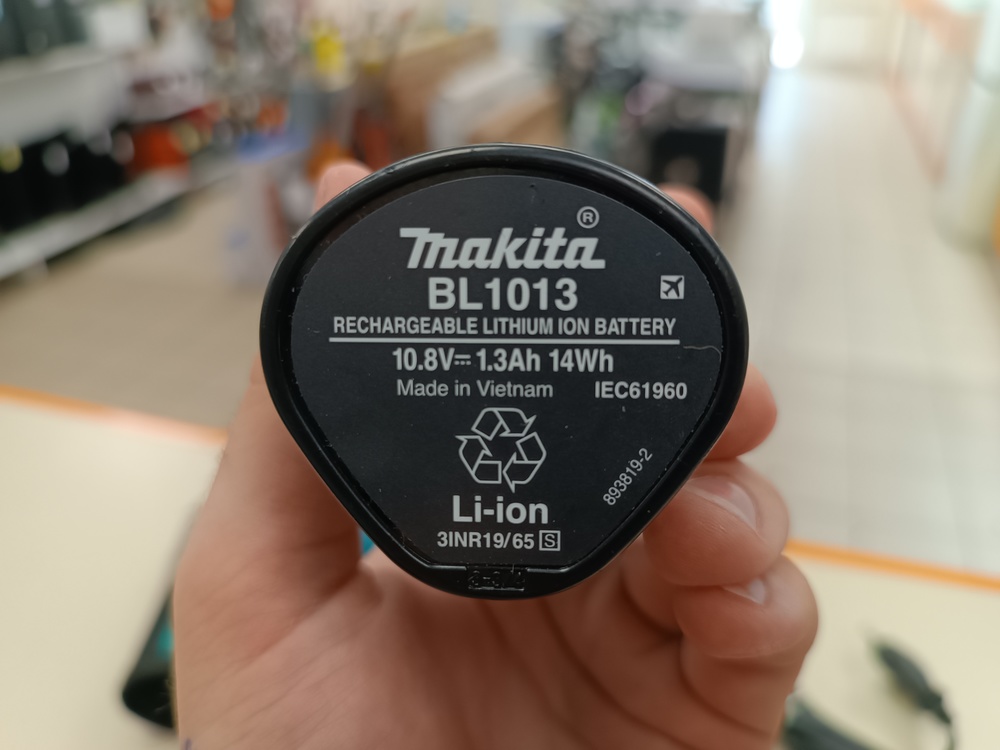 makita®
BL1013
RECHARGEABLE LITHIUM ION BATTERY
10.8V⎓ 1.3Ah 14Wh
Made in Vietnam IEC61960
893819-2
Li-ion
3INR19/65 S